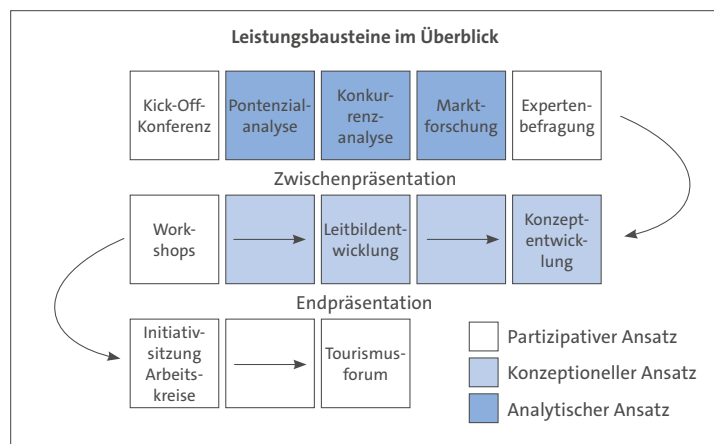 Leistungsbausteine im Überblick
Kick-Off-
Konferenz
Pontenzial-
analyse
Konkur-
renz-
analyse
Markt-
forschung
Experten-
befragung
Zwischenpräsentation
Work-
shops
Leitbildent-
wicklung
Konzept-
entwick-
lung
Endpräsentation
Initiativ-
sitzung
Arbeits-
kreise
Tourismus-
forum
Partizipativer Ansatz
Konzeptioneller Ansatz
Analytischer Ansatz